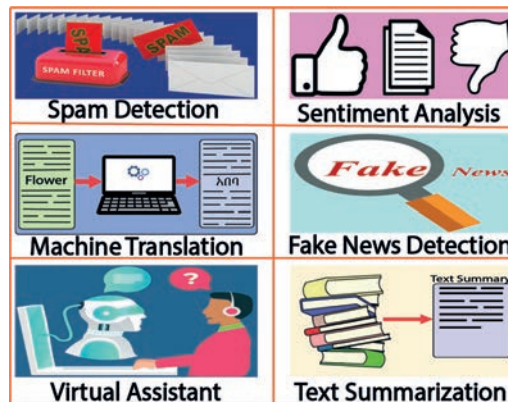 SPAM
SPAM
SPAM FILTER
Spam Detection
Sentiment Analysis
Flower
አበባ
Machine Translation
Fake News
Fake News Detection
?
Virtual Assistant
Text Summary
Text Summarization